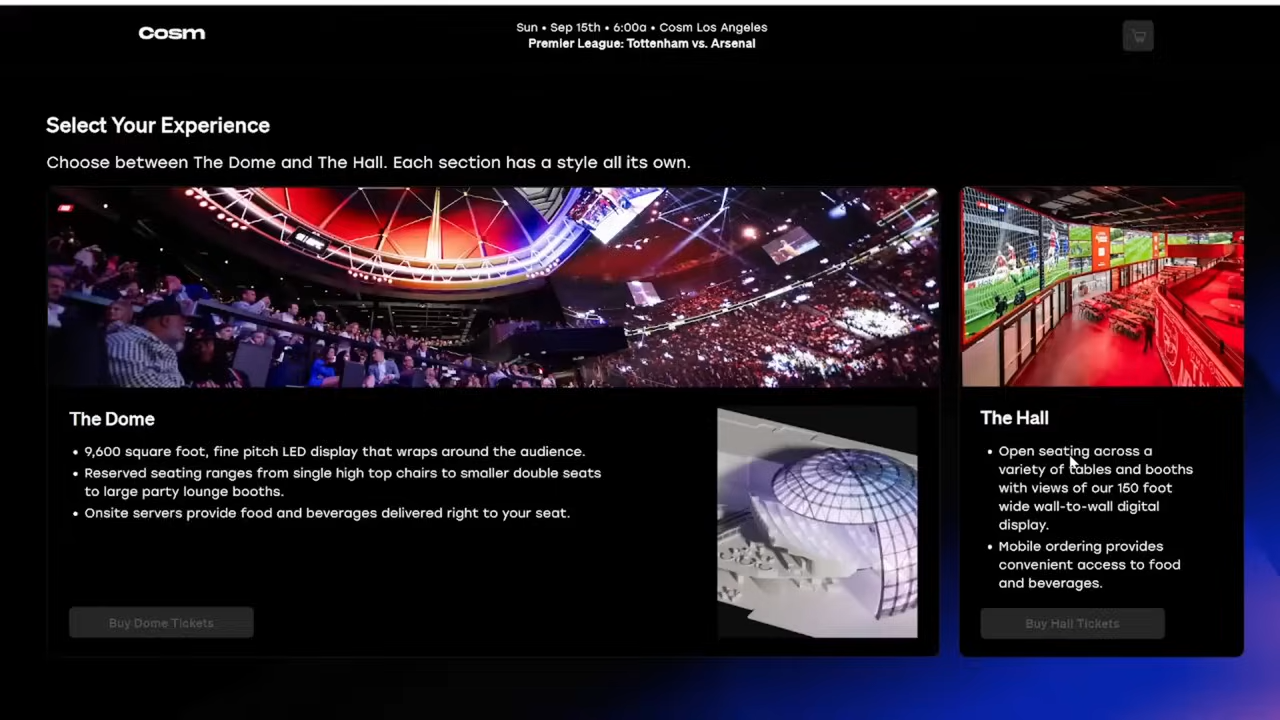 Cosm
Sun • Sep 15th • 6:00a • Cosm Los Angeles
Premier League: Tottenham vs. Arsenal
Select Your Experience
Choose between The Dome and The Hall. Each section has a style all its own.
The Dome
• 9,600 square foot, fine pitch LED display that wraps around the audience.
• Reserved seating ranges from single high top chairs to smaller double seats
to large party lounge booths.
• Onsite servers provide food and beverages delivered right to your seat.
Buy Dome Tickets
The Hall
• Open seating across a
variety of tables and booths
with views of our 150 foot
wide wall-to-wall digital
display.
• Mobile ordering provides
convenient access to food
and beverages.
Buy Hall Tickets